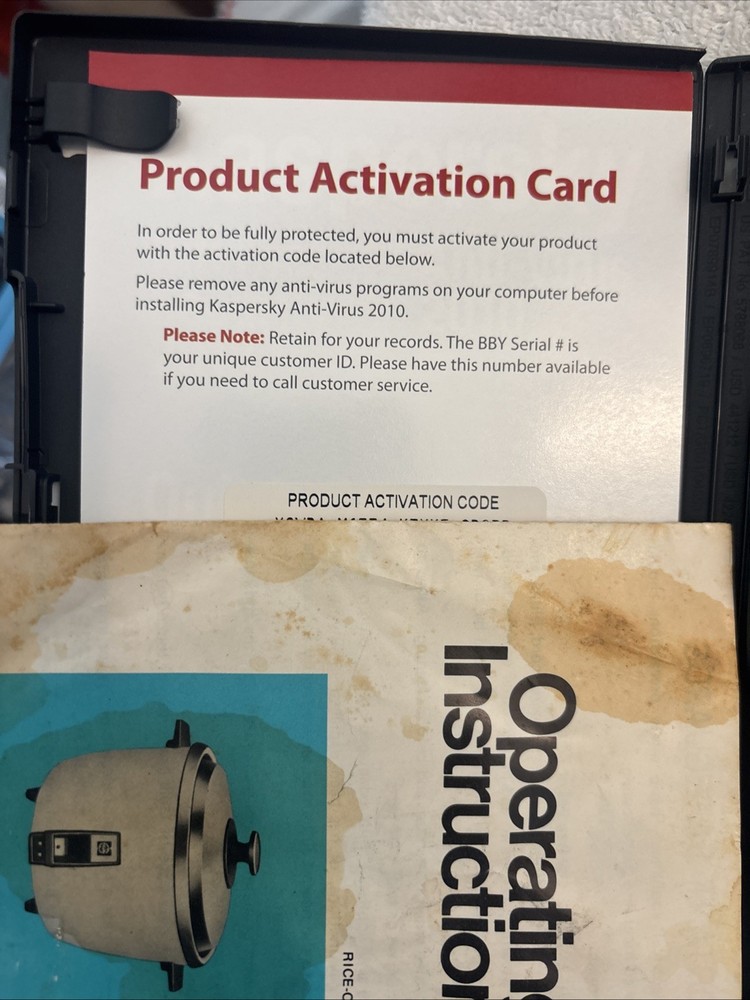 Product Activation Card
In order to be fully protected, you must activate your product
with the activation code located below.
Please remove any anti-virus programs on your computer before
installing Kaspersky Anti-Virus 2010.
Please Note: Retain for your records. The BBY Serial # is
your unique customer ID. Please have this number available
if you need to call customer service.
PRODUCT ACTIVATION CODE
Operating
Instruction
RICE-